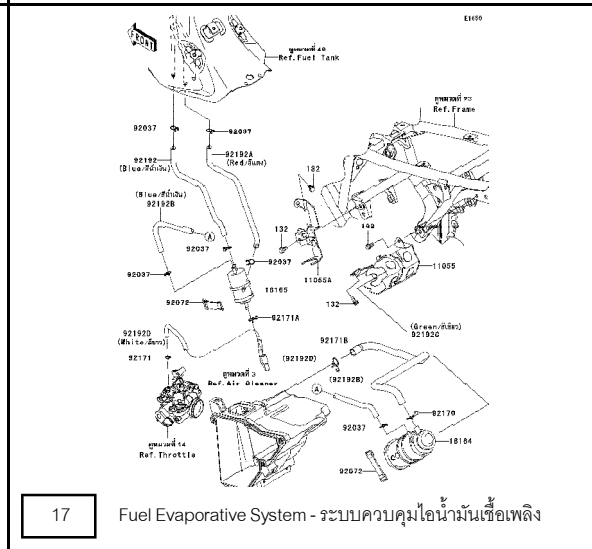 E1650
FRONT
ดูหมวดที่ 40
Ref.Fuel Tank
ดูหมวดที่ 23
Ref.Frame
92037
92037
92192
(Blue/สีน้ำเงิน)
92192A
(Red/สีแดง)
132
(Blue/สีน้ำเงิน)
92192B
A
92037
132
92037
92037
11055
92072
16165
11055A
132
92171A
(Green/สีเขียว)
92192C
92192D
(White/สีขาว)
92171B
92171
(92192D)
ดูหมวดที่ 3
Ref.Air Cleaner
(92192B)
A
92170
92037
16164
ดูหมวดที่ 14
Ref.Throttle
92072
17
Fuel Evaporative System - ระบบควบคุมไอน้ำมันเชื้อเพลิง